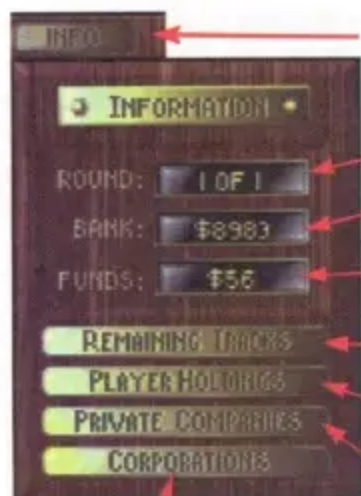 INFO
INFORMATION
ROUND: 1 OF 1
BANK: $8983
FUNDS: $56
REMAINING TRACKS
PLAYER HOLDINGS
PRIVATE COMPANIES
CORPORATIONS